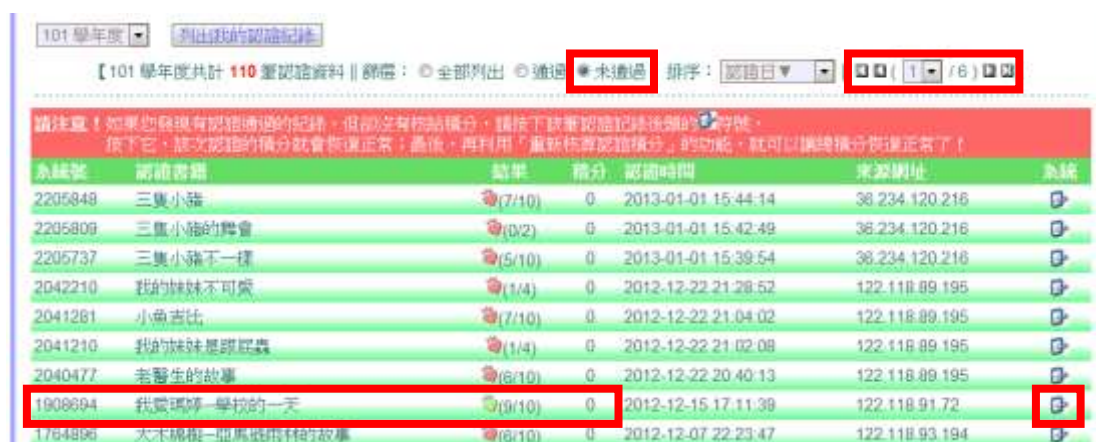 101 學年度 列出我的認證紀錄
【101 學年度共計 110 筆認證資料 || 篩選： 全部列出 通過 未通過 排序： 認證日▼ ( 1 / 6 )
請注意！如果您發現有認證通過的紀錄，但卻沒有核給積分，請按下該筆認證記錄後頭的 符號，
按下它，該次認證的積分就會恢復正常；最後，再利用「重新核算認證積分」的功能，就可以讓總積分恢復正常了！
系統號 認證書籍 結果 積分 認證時間 來源網址 系統
2205848 三隻小豬 (7/10) 0 2013-01-01 15:44:14 36.234.120.216
2205809 三隻小豬的舞會 (0/2) 0 2013-01-01 15:42:49 36.234.120.216
2205737 三隻小豬不一樣 (5/10) 0 2013-01-01 15:39:54 36.234.120.216
2042210 我的妹妹不可愛 (1/4) 0 2012-12-22 21:28:52 122.118.89.195
2041281 小魚吉比 (7/10) 0 2012-12-22 21:04:02 122.118.89.195
2041210 我的妹妹是跟屁蟲 (1/4) 0 2012-12-22 21:02:08 122.118.89.195
2040477 老醫生的故事 (6/10) 0 2012-12-22 20:40:13 122.118.89.195
1908694 我愛瑪婷─學校的一天 (9/10) 0 2012-12-15 17:11:39 122.118.91.72
1764896 大木棉樹─亞馬遜雨林的故事 (6/10) 0 2012-12-07 22:23:47 122.118.93.194